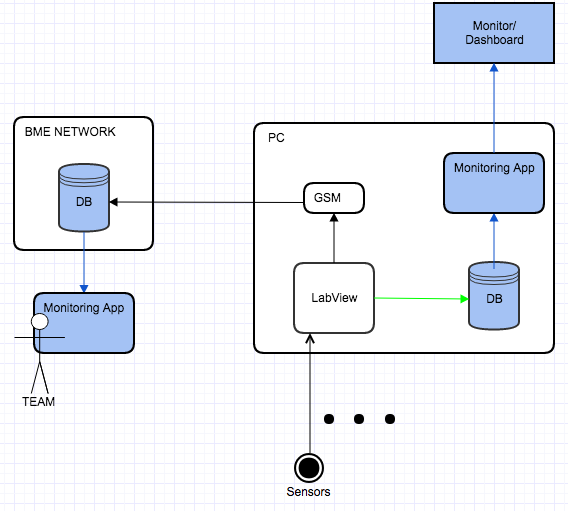 Monitor/
Dashboard
BME NETWORK
PC
DB
GSM
Monitoring App
LabView
DB
Monitoring App
TEAM
Sensors